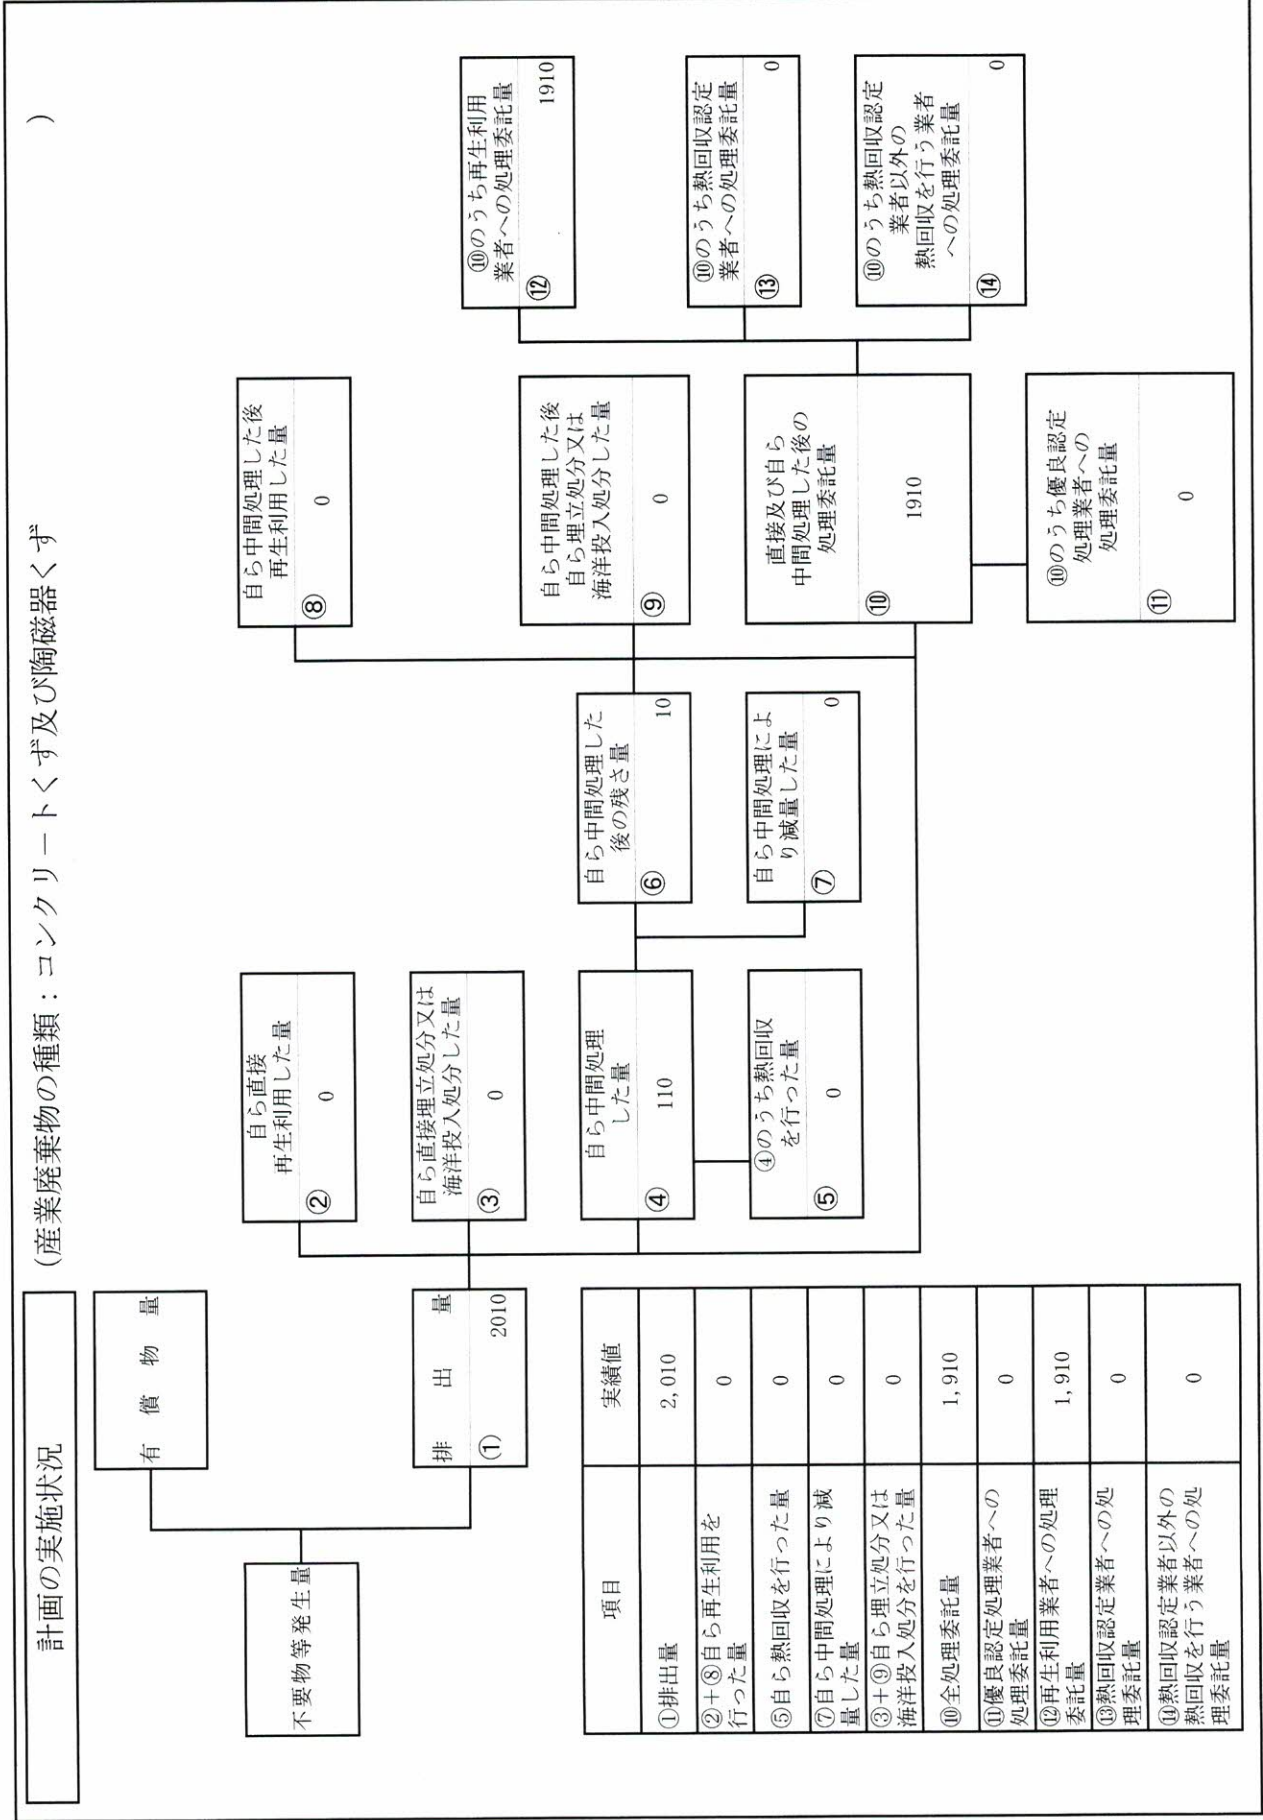 計画の実施状況
(産業廃棄物の種類：コンクリートくず及び陶磁器くず )
不要物等発生量
有償物量
排出量
① 2010
自ら直接
再生利用した量
② 0
自ら直接埋立処分又は
海洋投入処分した量
③ 0
自ら中間処理
した量
④ 110
④のうち熱回収
を行った量
⑤ 0
自ら中間処理した
後の残さ量
⑥ 10
自ら中間処理によ
り減量した量
⑦ 0
自ら中間処理した後
再生利用した量
⑧ 0
自ら中間処理した後
自ら埋立処分又は
海洋投入処分した量
⑨ 0
直接及び自ら
中間処理した後の
処理委託量
⑩ 1910
⑩のうち優良認定
処理業者への
処理委託量
⑪ 0
⑩のうち再生利用
業者への処理委託量
⑫ 1910
⑩のうち熱回収認定
業者への処理委託量
⑬ 0
⑩のうち熱回収認定
業者以外の
熱回収を行う業者
への処理委託量
⑭ 0
項目 実績値
①排出量 2,010
②+⑧自ら再生利用を
行った量 0
⑤自ら熱回収を行った量 0
⑦自ら中間処理により減
量した量 0
③+⑨自ら埋立処分又は
海洋投入処分を行った量 0
⑩全処理委託量 1,910
⑪優良認定処理業者への
処理委託量 0
⑫再生利用業者への処理
委託量 1,910
⑬熱回収認定業者への処
理委託量 0
⑭熱回収認定業者以外の
熱回収を行う業者への処
理委託量 0